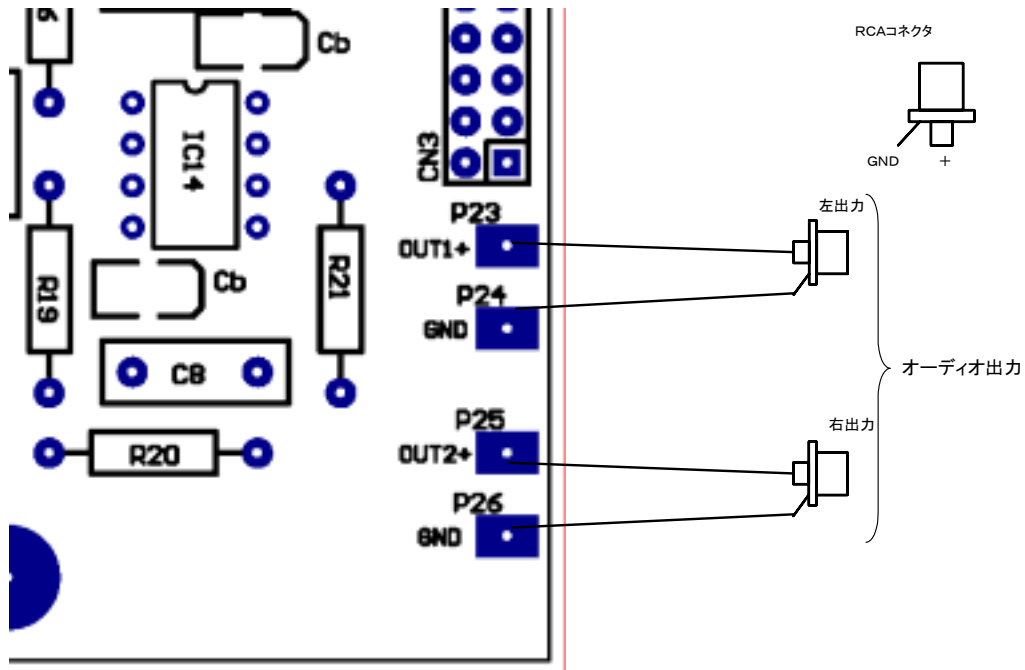 RCAコネクタ
GND
+
Cb
IC14
CN3
P23
OUT1+
左出力
R19
Cb
R21
P24
GND
C8
オーディオ出力
P25
OUT2+
右出力
R20
P26
GND